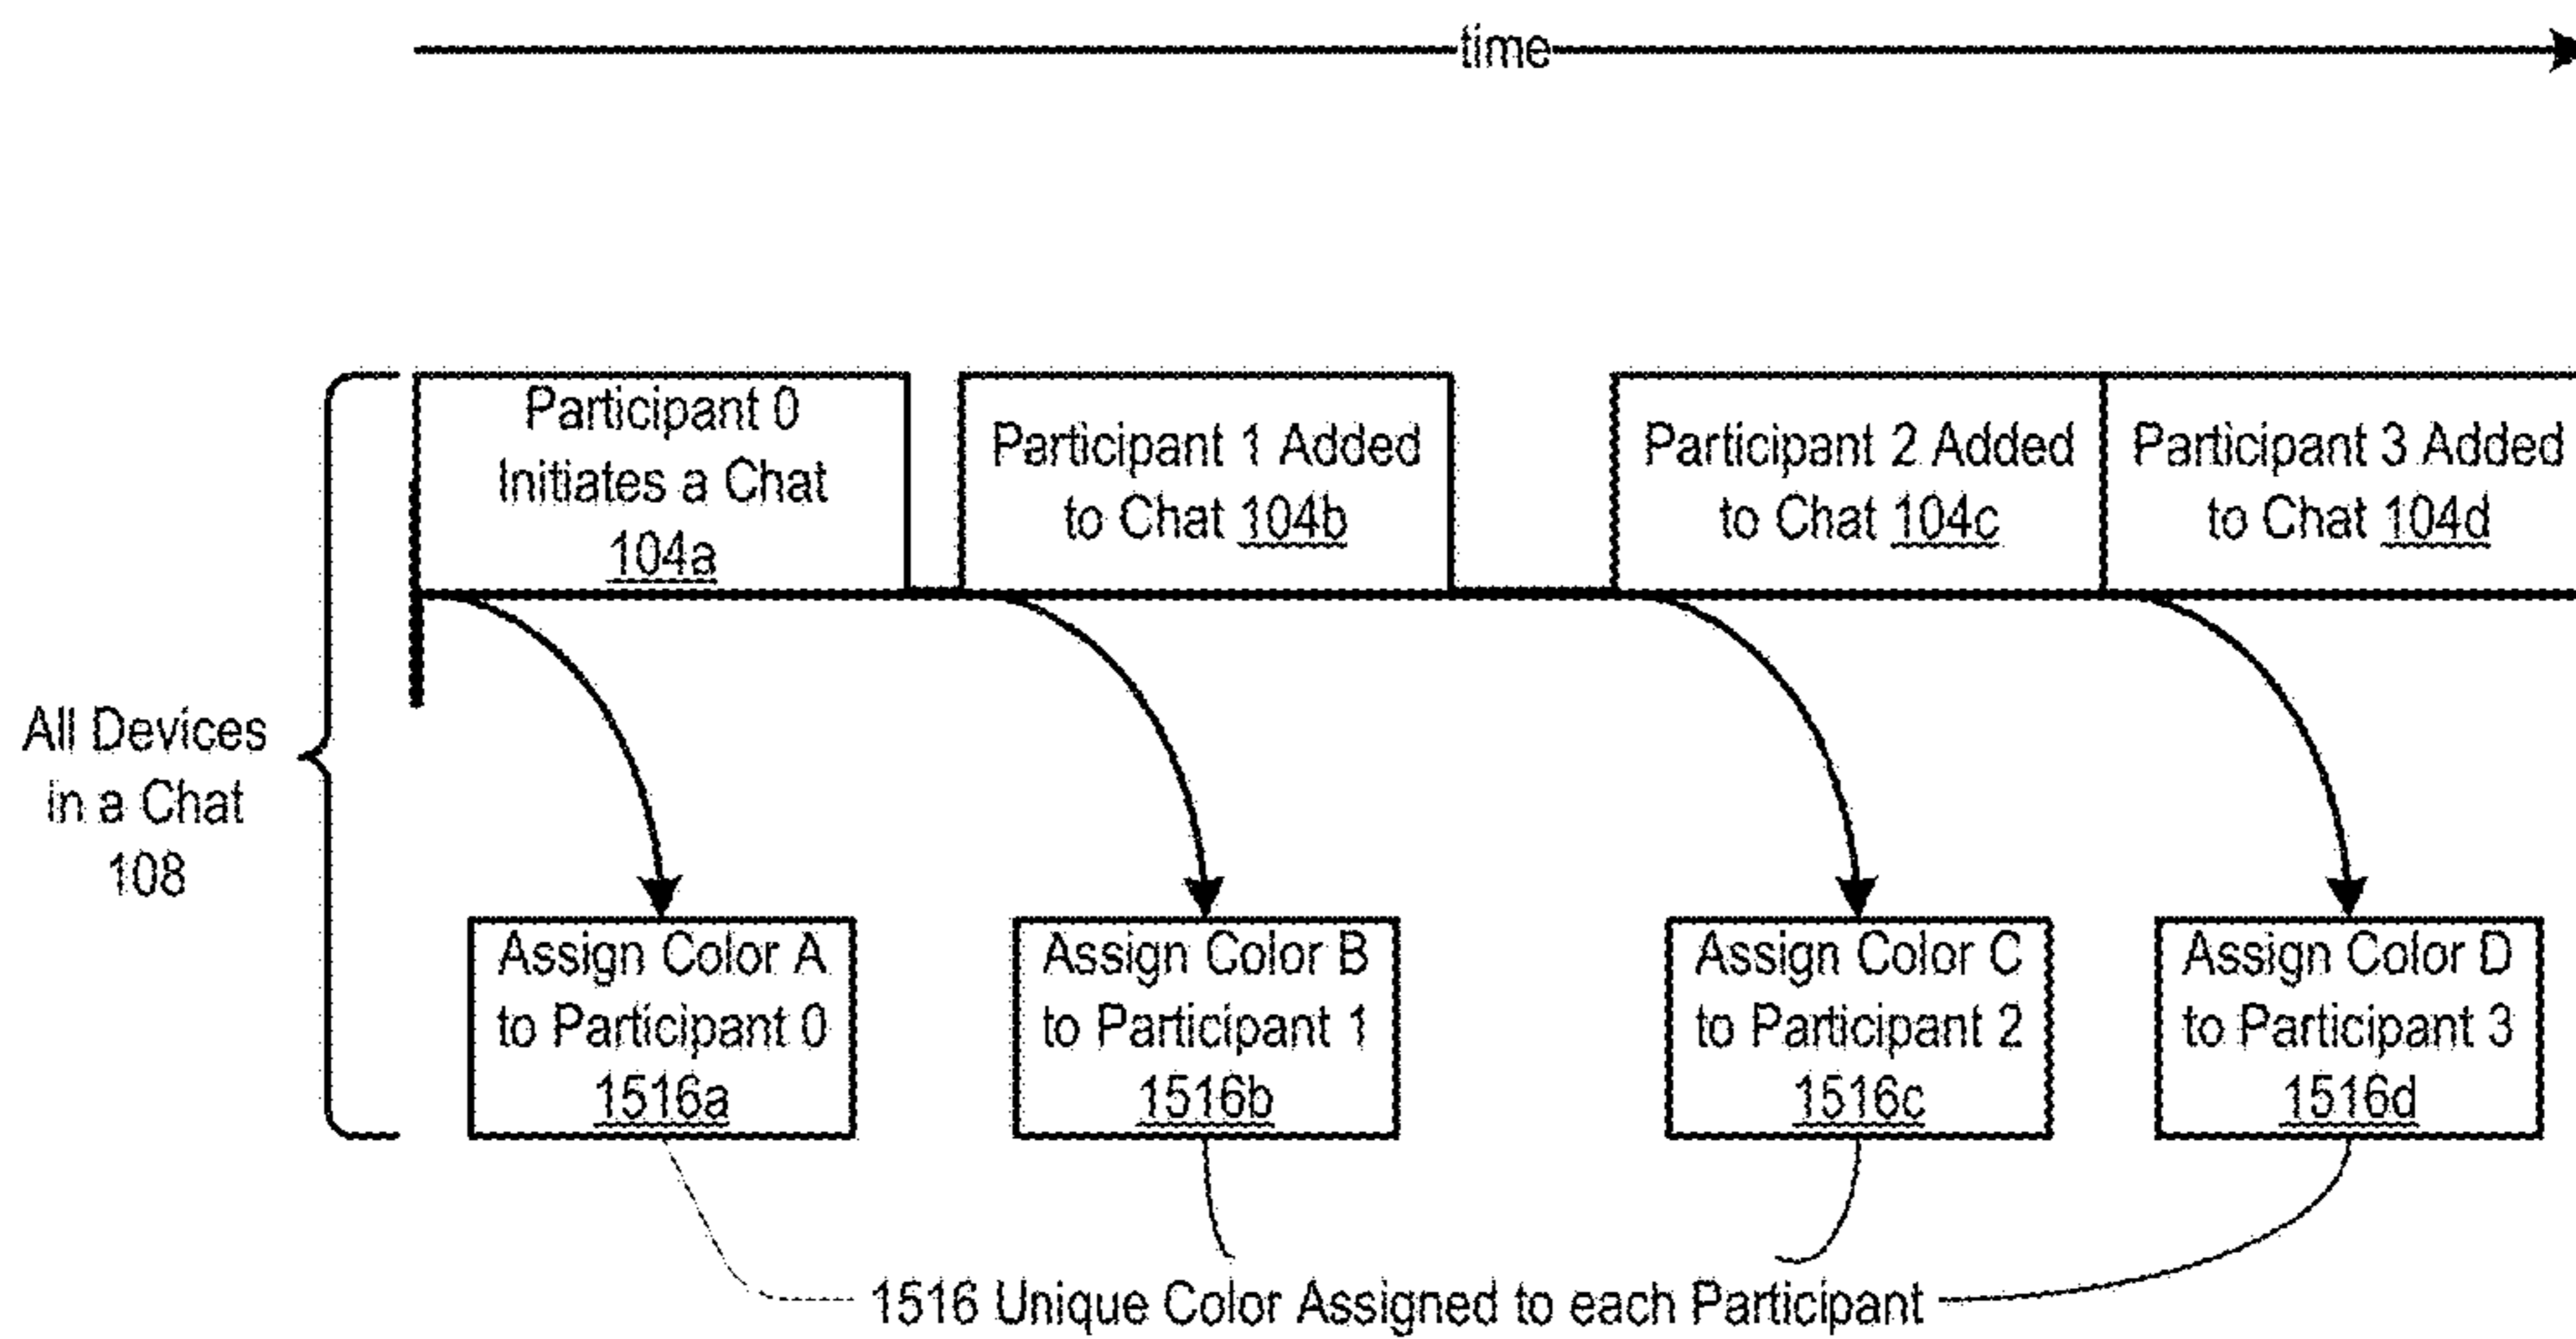 time
Participant 0
Initiates a Chat
104a
Participant 1 Added
to Chat 104b
Participant 2 Added
to Chat 104c
Participant 3 Added
to Chat 104d
All Devices
in a Chat
108
Assign Color A
to Participant 0
1516a
Assign Color B
to Participant 1
1516b
Assign Color C
to Participant 2
1516c
Assign Color D
to Participant 3
1516d
1516 Unique Color Assigned to each Participant